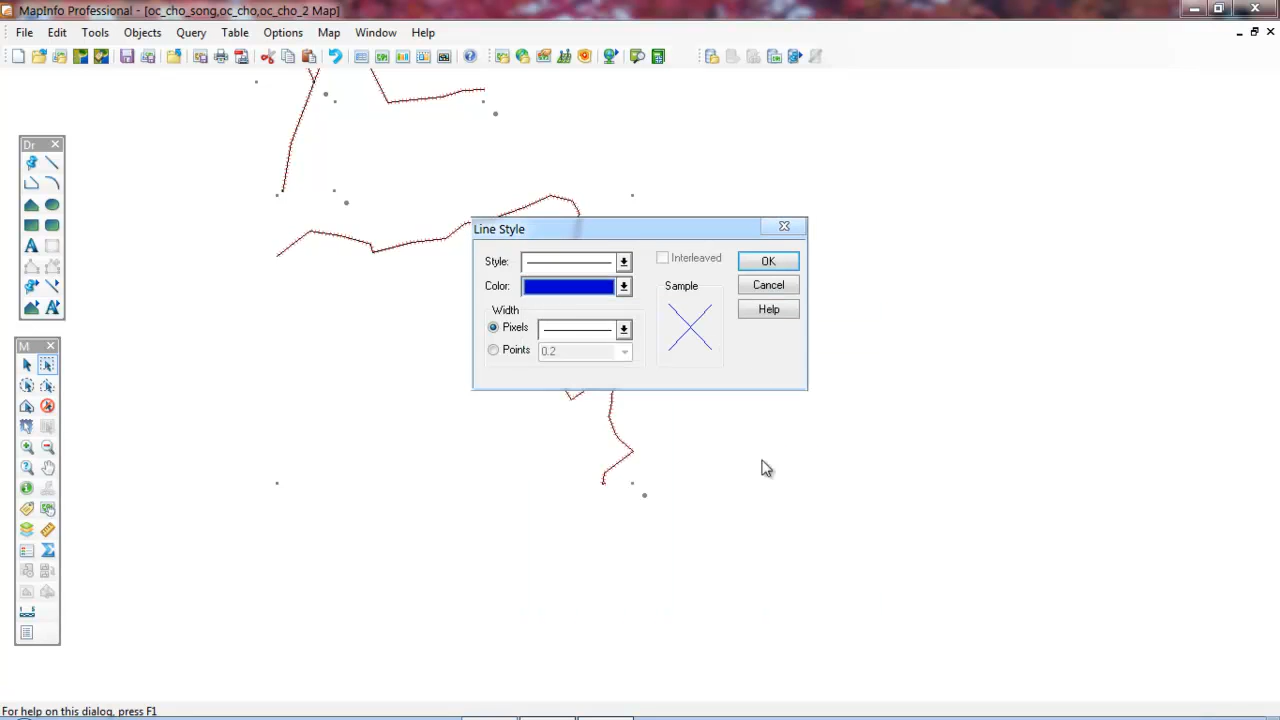 MapInfo Professional - [oc_cho_song,oc_cho,oc_cho_2 Map]
File Edit Tools Objects Query Table Options Map Window Help
Dr
Line Style
Style:
Interleaved
OK
Color:
Sample
Cancel
Width
Help
Pixels
Points
0.2
M
For help on this dialog, press F1